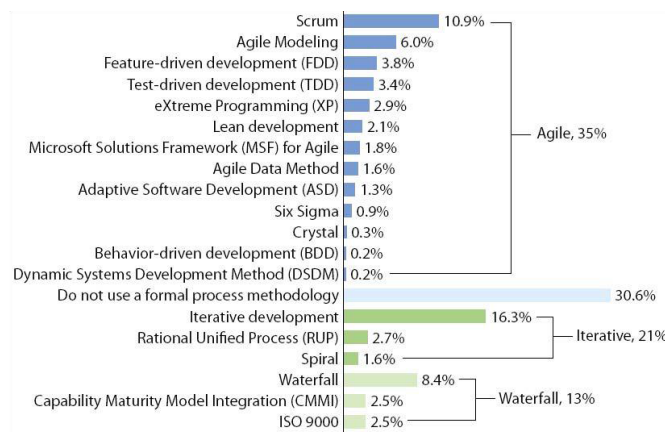 Scrum 10.9%
Agile Modeling 6.0%
Feature-driven development (FDD) 3.8%
Test-driven development (TDD) 3.4%
eXtreme Programming (XP) 2.9%
Lean development 2.1%
Agile, 35%
Microsoft Solutions Framework (MSF) for Agile 1.8%
Agile Data Method 1.6%
Adaptive Software Development (ASD) 1.3%
Six Sigma 0.9%
Crystal 0.3%
Behavior-driven development (BDD) 0.2%
Dynamic Systems Development Method (DSDM) 0.2%
Do not use a formal process methodology 30.6%
Iterative development 16.3%
Rational Unified Process (RUP) 2.7%
Iterative, 21%
Spiral 1.6%
Waterfall 8.4%
Capability Maturity Model Integration (CMMI) 2.5%
Waterfall, 13%
ISO 9000 2.5%